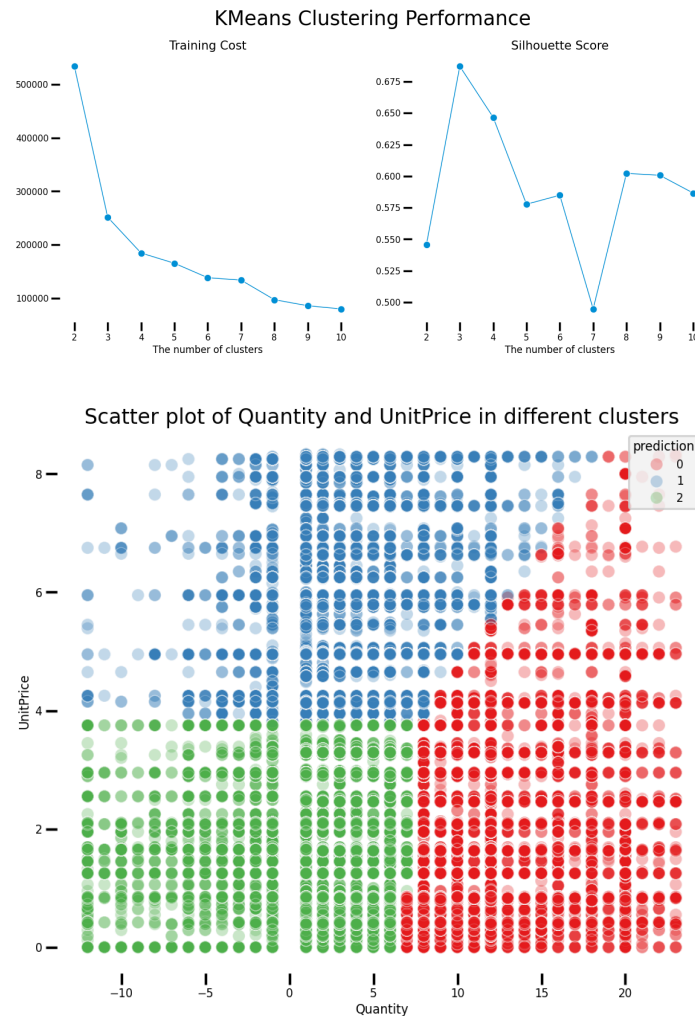 KMeans Clustering Performance
Training Cost
500000
400000
300000
200000
100000
2 3 4 5 6 7 8 9 10
The number of clusters
Silhouette Score
0.675
0.650
0.625
0.600
0.575
0.550
0.525
0.500
2 3 4 5 6 7 8 9 10
The number of clusters
Scatter plot of Quantity and UnitPrice in different clusters
prediction
0
1
2
UnitPrice
8
6
4
2
0
−10 −5 0 5 10 15 20
Quantity